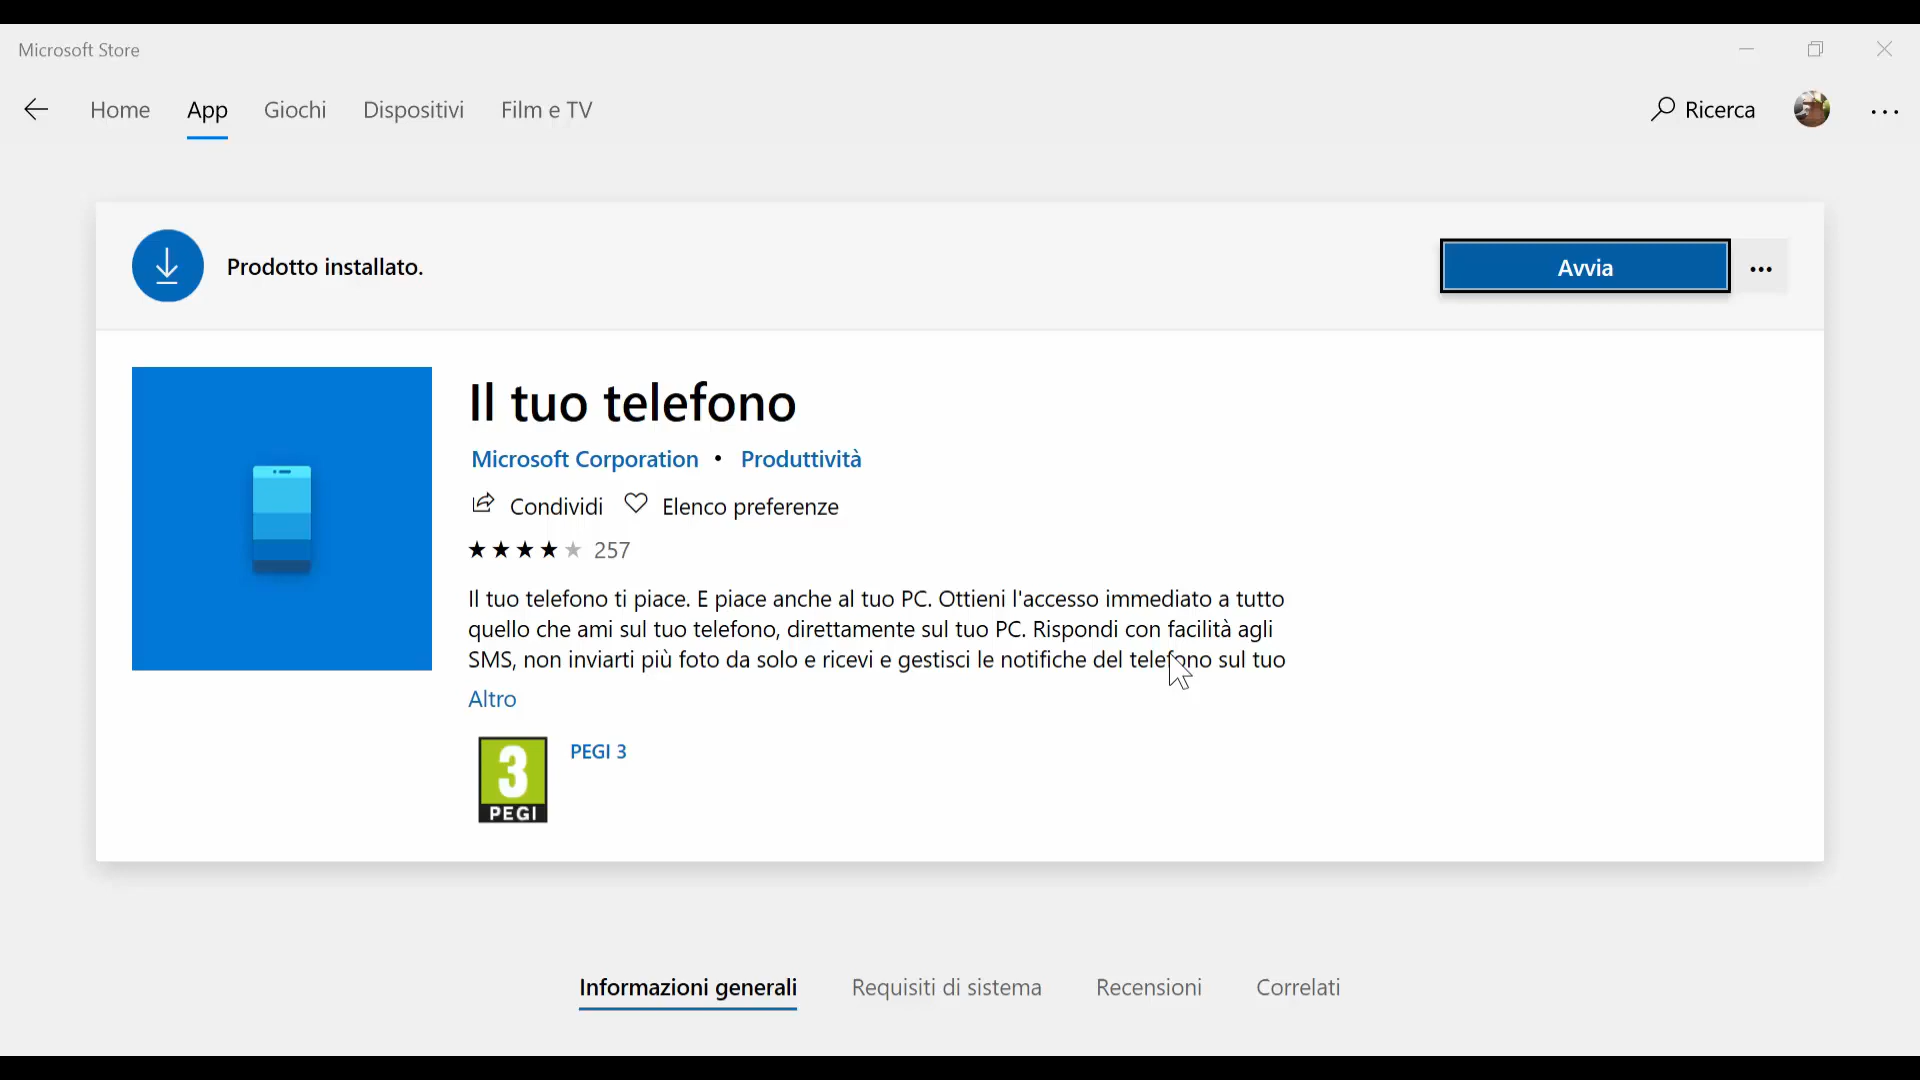 Microsoft Store
Home App Giochi Dispositivi Film e TV Ricerca
Prodotto installato. Avvia
Il tuo telefono
Microsoft Corporation • Produttività
Condividi Elenco preferenze
257
Il tuo telefono ti piace. E piace anche al tuo PC. Ottieni l'accesso immediato a tutto
quello che ami sul tuo telefono, direttamente sul tuo PC. Rispondi con facilità agli
SMS, non inviarti più foto da solo e ricevi e gestisci le notifiche del telefono sul tuo
Altro
3 PEGI 3
PEGI
Informazioni generali Requisiti di sistema Recensioni Correlati